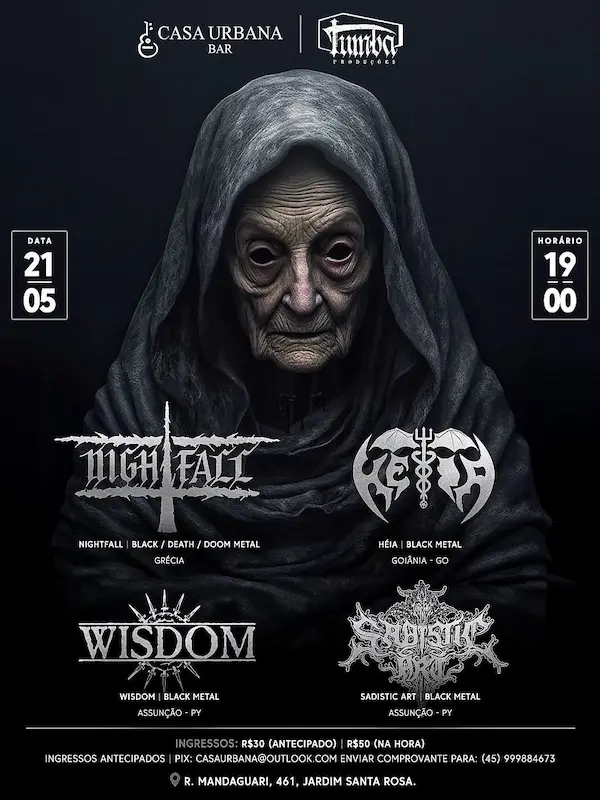 CASA URBANA
BAR
Tumba
PRODUÇÕES
DATA
21
05
HORÁRIO
19
00
NIGHTFALL
HÉIA
NIGHTFALL | BLACK / DEATH / DOOM METAL
GRÉCIA
HÉIA | BLACK METAL
GOIÂNIA - GO
WISDOM
SADISTIC
ART
WISDOM | BLACK METAL
ASSUNÇÃO - PY
SADISTIC ART | BLACK METAL
ASSUNÇÃO - PY
INGRESSOS: R$30 (ANTECIPADO) | R$50 (NA HORA)
INGRESSOS ANTECIPADOS | PIX: CASAURBANA@OUTLOOK.COM ENVIAR COMPROVANTE PARA: (45) 999884673
R. MANDAGUARI, 461, JARDIM SANTA ROSA.